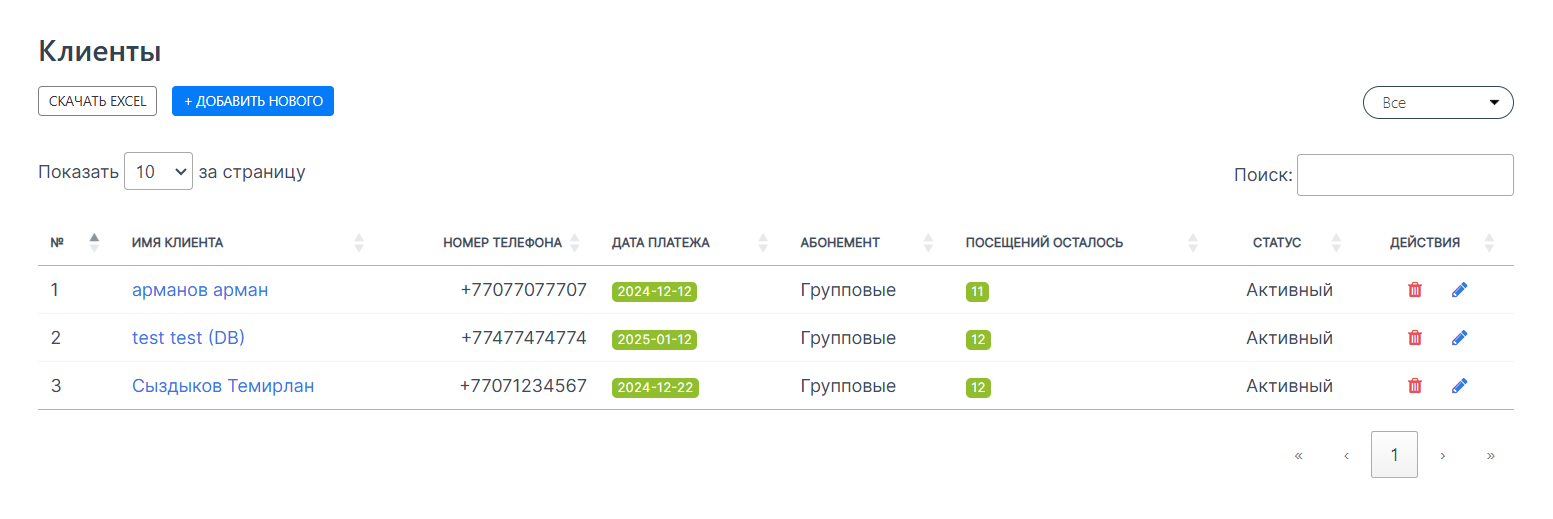 Клиенты
СКАЧАТЬ EXCEL + ДОБАВИТЬ НОВОГО Все
Показать 10 за страницу Поиск:
№ ИМЯ КЛИЕНТА НОМЕР ТЕЛЕФОНА ДАТА ПЛАТЕЖА АБОНЕМЕНТ ПОСЕЩЕНИЙ ОСТАЛОСЬ СТАТУС ДЕЙСТВИЯ
1 арманов арман +77077077707 2024-12-12 Групповые 11 Активный
2 test test (DB) +77477474774 2025-01-12 Групповые 12 Активный
3 Сыздыков Темирлан +77071234567 2024-12-22 Групповые 12 Активный
« ‹ 1 › »